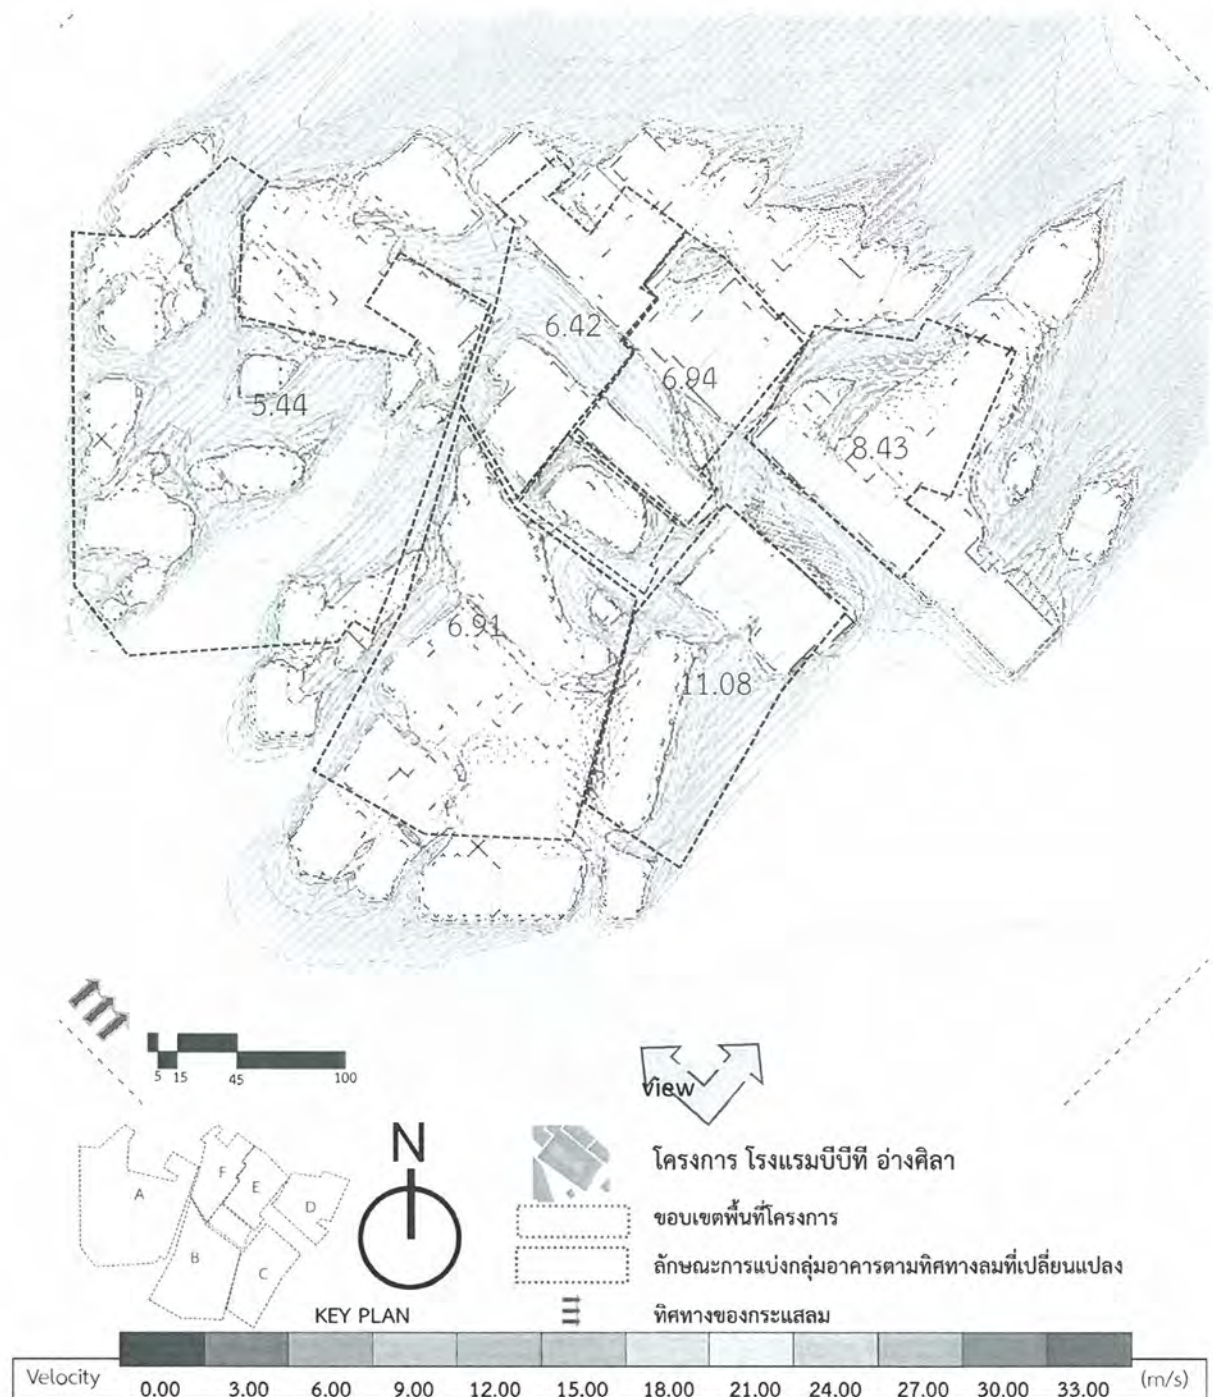 6.42
6.94
5.44
8.43
6.91
11.08
5 15 45 100
view
N
A
F
E
D
B
C
KEY PLAN
โครงการ โรงแรมบีบีที อ่างศิลา
ขอบเขตพื้นที่โครงการ
ลักษณะการแบ่งกลุ่มอาคารตามทิศทางลมที่เปลี่ยนแปลง
ทิศทางของกระแสลม
Velocity 0.00 3.00 6.00 9.00 12.00 15.00 18.00 21.00 24.00 27.00 30.00 33.00 (m/s)